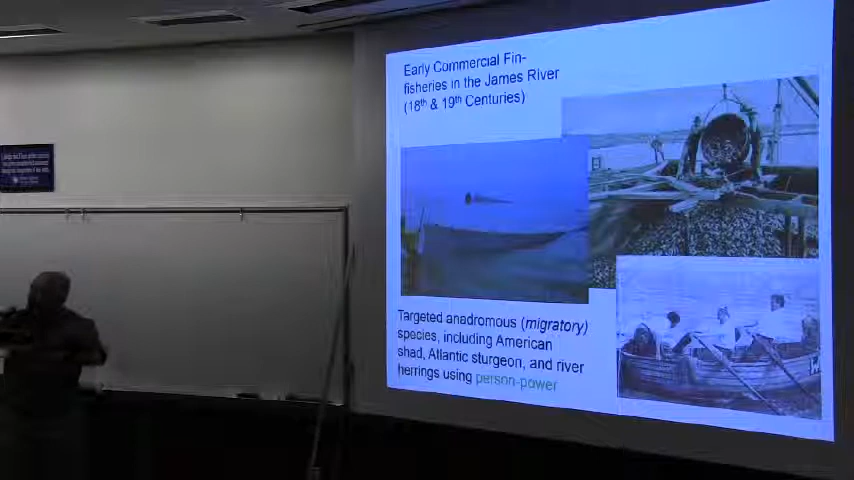 Early Commercial Fin-
fisheries in the James River
(18th & 19th Centuries)
Targeted anadromous (migratory)
species, including American
shad, Atlantic sturgeon, and river
herrings using person-power